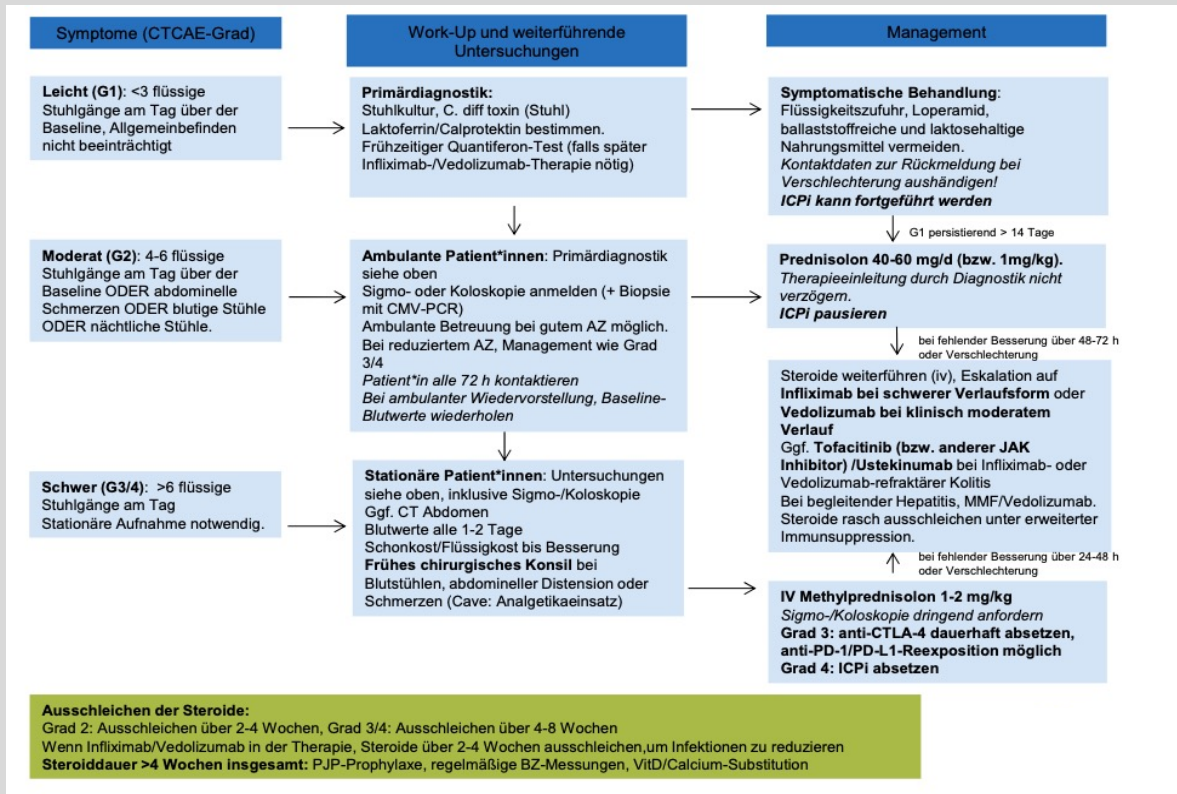 Symptome (CTCAE-Grad)
Work-Up und weiterführende
Untersuchungen
Management
Leicht (G1): <3 flüssige
Stuhlgänge am Tag über der
Baseline, Allgemeinbefinden
nicht beeinträchtigt
Primärdiagnostik:
Stuhlkultur, C. diff toxin (Stuhl)
Laktoferrin/Calprotektin bestimmen.
Frühzeitiger Quantiferon-Test (falls später
Infliximab-/Vedolizumab-Therapie nötig)
Symptomatische Behandlung:
Flüssigkeitszufuhr, Loperamid,
ballaststoffreiche und laktosehaltige
Nahrungsmittel vermeiden.
Kontaktdaten zur Rückmeldung bei
Verschlechterung aushändigen!
ICPi kann fortgeführt werden
G1 persistierend > 14 Tage
Moderat (G2): 4-6 flüssige
Stuhlgänge am Tag über der
Baseline ODER abdominelle
Schmerzen ODER blutige Stühle
ODER nächtliche Stühle.
Ambulante Patient*innen: Primärdiagnostik
siehe oben
Sigmo- oder Koloskopie anmelden (+ Biopsie
mit CMV-PCR)
Ambulante Betreuung bei gutem AZ möglich.
Bei reduziertem AZ, Management wie Grad
3/4
Patient*in alle 72 h kontaktieren
Bei ambulanter Wiedervorstellung, Baseline-
Blutwerte wiederholen
Prednisolon 40-60 mg/d (bzw. 1mg/kg).
Therapieeinleitung durch Diagnostik nicht
verzögern.
ICPi pausieren
bei fehlender Besserung über 48-72 h
oder Verschlechterung
Steroide weiterführen (iv), Eskalation auf
Infliximab bei schwerer Verlaufsform oder
Vedolizumab bei klinisch moderatem
Verlauf
Ggf. Tofacitinib (bzw. anderer JAK
Inhibitor) /Ustekinumab bei Infliximab- oder
Vedolizumab-refraktärer Kolitis
Bei begleitender Hepatitis, MMF/Vedolizumab.
Steroide rasch ausschleichen unter erweiterter
Immunsuppression.
bei fehlender Besserung über 24-48 h
oder Verschlechterung
Schwer (G3/4): >6 flüssige
Stuhlgänge am Tag
Stationäre Aufnahme notwendig.
Stationäre Patient*innen: Untersuchungen
siehe oben, inklusive Sigmo-/Koloskopie
Ggf. CT Abdomen
Blutwerte alle 1-2 Tage
Schonkost/Flüssigkost bis Besserung
Frühes chirurgisches Konsil bei
Blutstühlen, abdomineller Distension oder
Schmerzen (Cave: Analgetikaeinsatz)
IV Methylprednisolon 1-2 mg/kg
Sigmo-/Koloskopie dringend anfordern
Grad 3: anti-CTLA-4 dauerhaft absetzen,
anti-PD-1/PD-L1-Reexposition möglich
Grad 4: ICPi absetzen
Ausschleichen der Steroide:
Grad 2: Ausschleichen über 2-4 Wochen, Grad 3/4: Ausschleichen über 4-8 Wochen
Wenn Infliximab/Vedolizumab in der Therapie, Steroide über 2-4 Wochen ausschleichen,um Infektionen zu reduzieren
Steroiddauer >4 Wochen insgesamt: PJP-Prophylaxe, regelmäßige BZ-Messungen, VitD/Calcium-Substitution